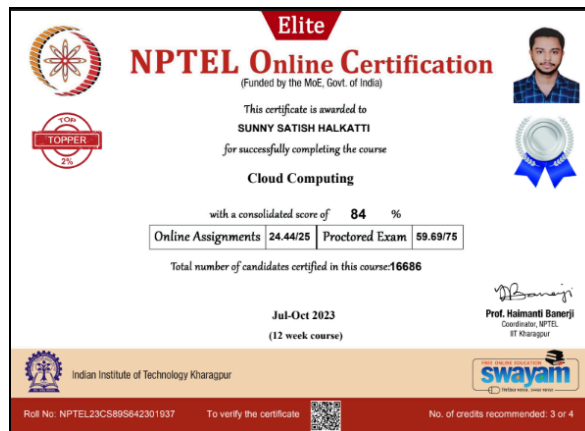 Elite
NPTEL Online Certification
(Funded by the MoE, Govt. of India)
This certificate is awarded to
SUNNY SATISH HALKATTI
for successfully completing the course
Cloud Computing
with a consolidated score of 84 %
Online Assignments 24.44/25 Proctored Exam 59.69/75
Total number of candidates certified in this course:16686
TOP
TOPPER
2%
Jul-Oct 2023
(12 week course)
Prof. Haimanti Banerji
Coordinator, NPTEL
IIT Kharagpur
Indian Institute of Technology Kharagpur
FREE ONLINE EDUCATION
swayam
Roll No: NPTEL23CS89S642301937 To verify the certificate No. of credits recommended: 3 or 4